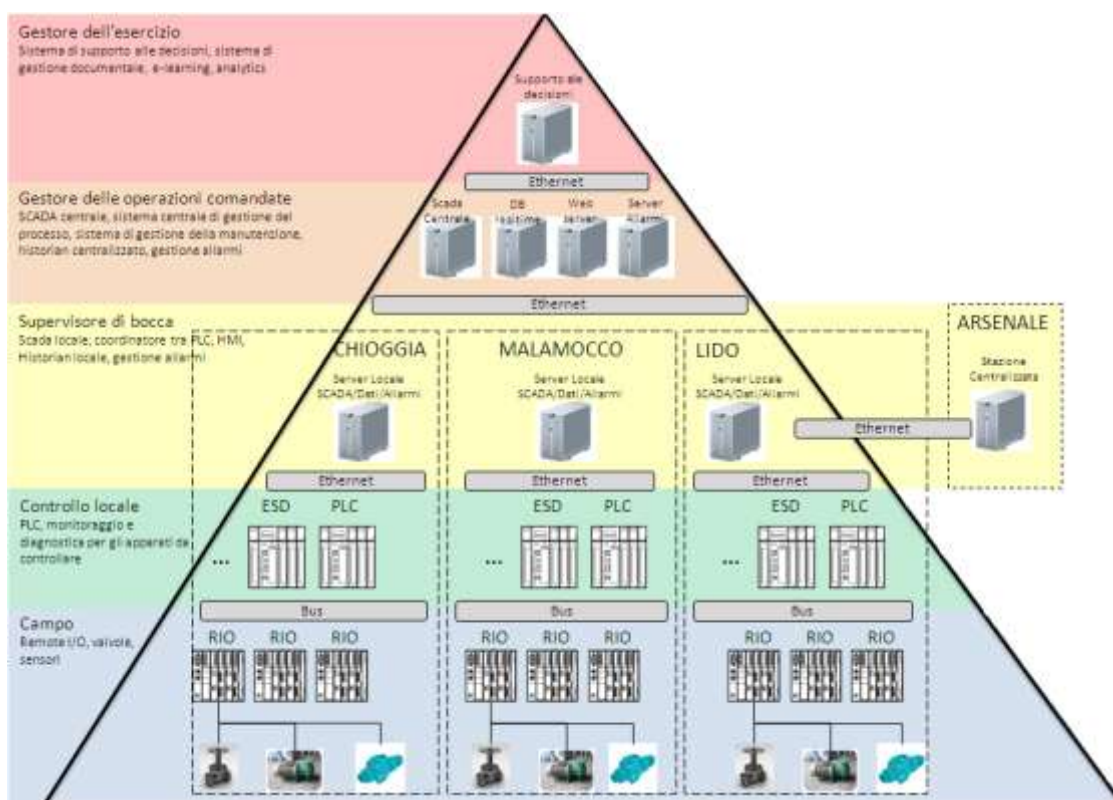 Gestore dell'esercizio
Sistema di supporto alle decisioni, sistema di
gestione documentale, e-learning, analytics
Supporto alle
decisioni
Ethernet
Gestore delle operazioni comandate
SCADA centrale, sistema centrale di gestione del
processo, sistema di gestione della manutenzione,
historian centralizzato, gestione allarmi
Scada
Centrale
DB
Web
server
Server
Allarmi
Ethernet
Supervisore di bocca
Scada locale, coordinatore tra PLC, HMI,
Historian locale, gestione allarmi
CHIOGGIA
Server Locale
SCADA/Dati/Allarmi
Ethernet
MALAMOCCO
Server Locale
SCADA/Dati/Allarmi
Ethernet
LIDO
Server Locale
SCADA/Dati/Allarmi
Ethernet
Ethernet
ARSENALE
Stazione
Centralizzata
Controllo locale
PLC, monitoraggio e
diagnostica per gli apparati da
controllare
... ESD PLC
... ESD PLC
... ESD PLC
Bus
Bus
Bus
Campo
Remote I/O, valvole,
sensori
RIO RIO RIO
RIO RIO RIO
RIO RIO RIO